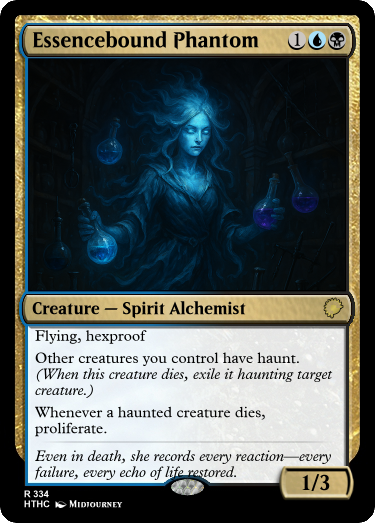 Essencebound Phantom 1
Creature — Spirit Alchemist
Flying, hexproof
Other creatures you control have haunt.
(When this creature dies, exile it haunting target
creature.)
Whenever a haunted creature dies,
proliferate.
Even in death, she records every reaction—every
failure, every echo of life restored.
1/3
R 334
HTHC Midjourney